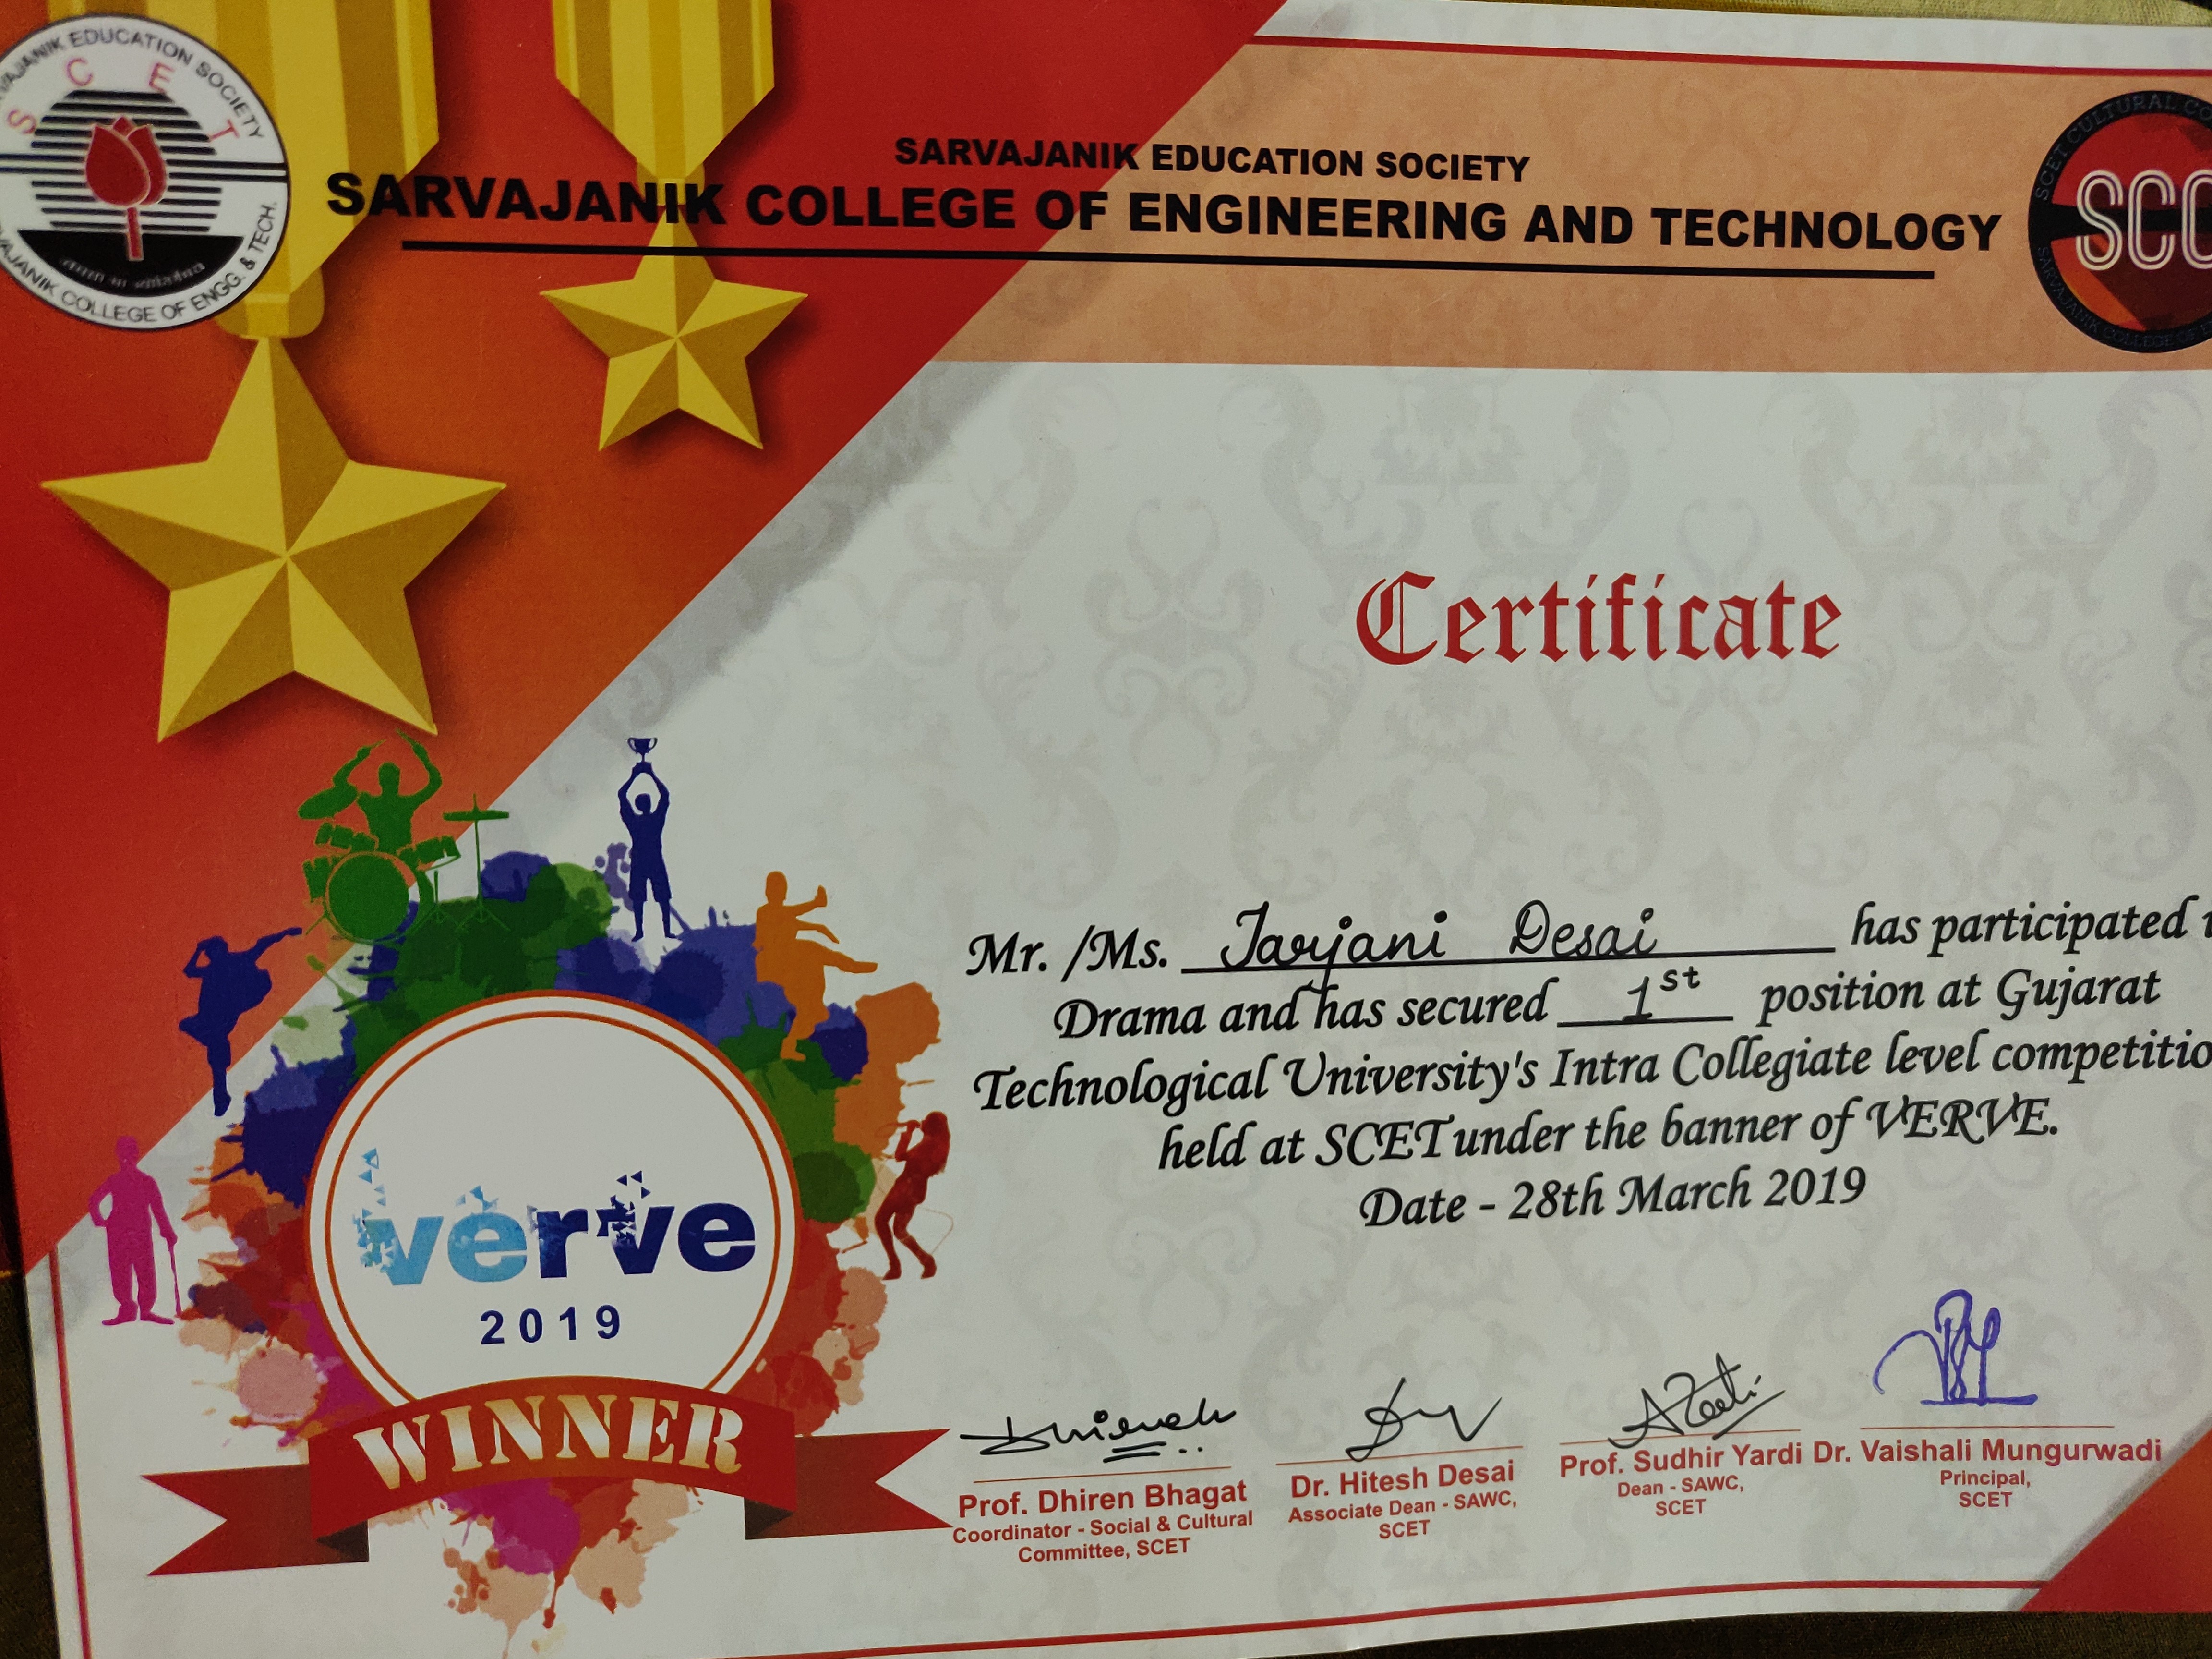 SARVAJANIK EDUCATION SOCIETY
S C E T
SARVAJANIK COLLEGE OF ENGG. & TECH.
SARVAJANIK EDUCATION SOCIETY
SARVAJANIK COLLEGE OF ENGINEERING AND TECHNOLOGY
SCET CULTURAL CO
SCC
SARVAJANIK COLLEGE OF
Certificate
Mr. /Ms. Tarjani Desai has participated i
Drama and has secured 1st position at Gujarat
Technological University's Intra Collegiate level competitio
held at SCET under the banner of VERVE.
Date - 28th March 2019
verve
2019
WINNER
Prof. Dhiren Bhagat
Coordinator - Social & Cultural
Committee, SCET
Dr. Hitesh Desai
Associate Dean - SAWC,
SCET
Prof. Sudhir Yardi
Dean - SAWC,
SCET
Dr. Vaishali Mungurwadi
Principal,
SCET